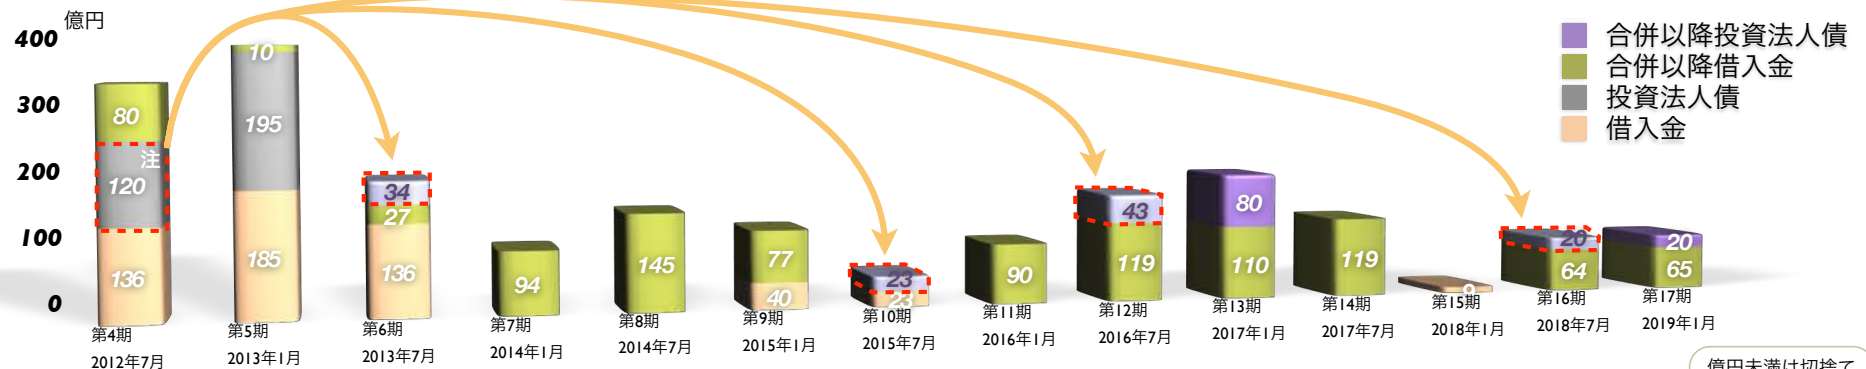 億円
400
300
200
100
0
合併以降投資法人債
合併以降借入金
投資法人債
借入金
80
注
120
136
第4期
2012年7月
10
195
185
第5期
2013年1月
34
27
136
第6期
2013年7月
94
第7期
2014年1月
145
第8期
2014年7月
77
40
第9期
2015年1月
23
23
第10期
2015年7月
90
第11期
2016年1月
43
119
第12期
2016年7月
80
110
第13期
2017年1月
119
第14期
2017年7月
9
第15期
2018年1月
20
64
第16期
2018年7月
20
65
第17期
2019年1月
億円未満は切捨て